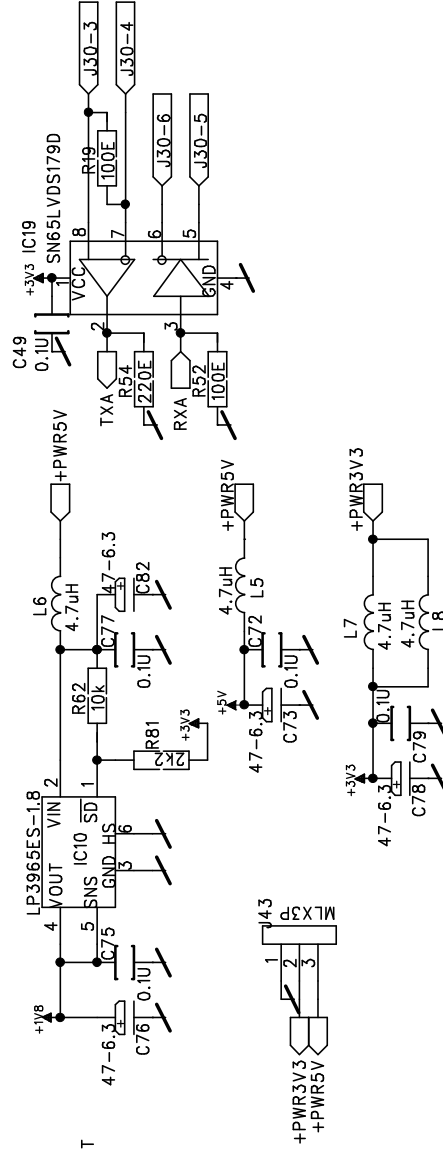 J30-3
J30-4
J30-6
J30-5
R19
100E
IC19
SN65LVDS179D
+3V3
8
7
6
5
1
VCC
GND
4
2
3
C49
0.1U
TXA
R54
220E
RXA
R52
100E
+PWR5V
L6
4.7uH
47-6.3
C82
C77
0.1U
R62
10k
R81
2k2
+3V3
LP3965ES-1.8
2
VIN
1
SD
IC10
VOUT
4
SNS
5
GND
3
HS
6
C75
0.1U
+1V8
47-6.3
C76
T
+PWR5V
4.7uH
L5
C72
0.1U
+5V
47-6.3
C73
+PWR3V3
L7
4.7uH
4.7uH
L8
0.1U
C79
+3V3
47-6.3
C78
J43
MLX3P
1
2
3
+PWR3V3
+PWR5V